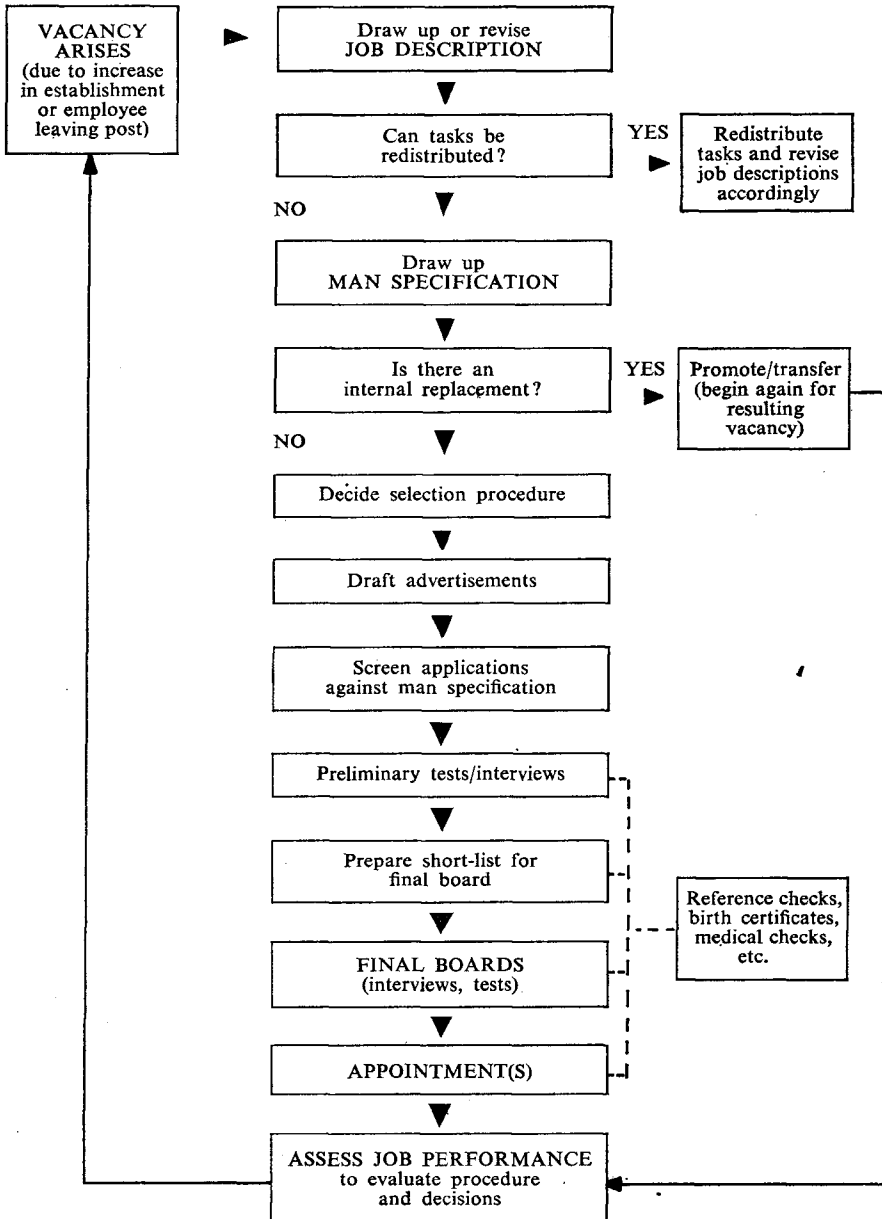 VACANCY
ARISES
(due to increase
in establishment
or employee
leaving post)
Draw up or revise
JOB DESCRIPTION
Can tasks be
redistributed?
YES
Redistribute
tasks and revise
job descriptions
accordingly
NO
Draw up
MAN SPECIFICATION
Is there an
internal replacement?
YES
Promote/transfer
(begin again for
resulting
vacancy)
NO
Decide selection procedure
Draft advertisements
Screen applications
against man specification
Preliminary tests/interviews
Prepare short-list for
final board
Reference checks,
birth certificates,
medical checks,
etc.
FINAL BOARDS
(interviews, tests)
APPOINTMENT(S)
ASSESS JOB PERFORMANCE
to evaluate procedure
and decisions